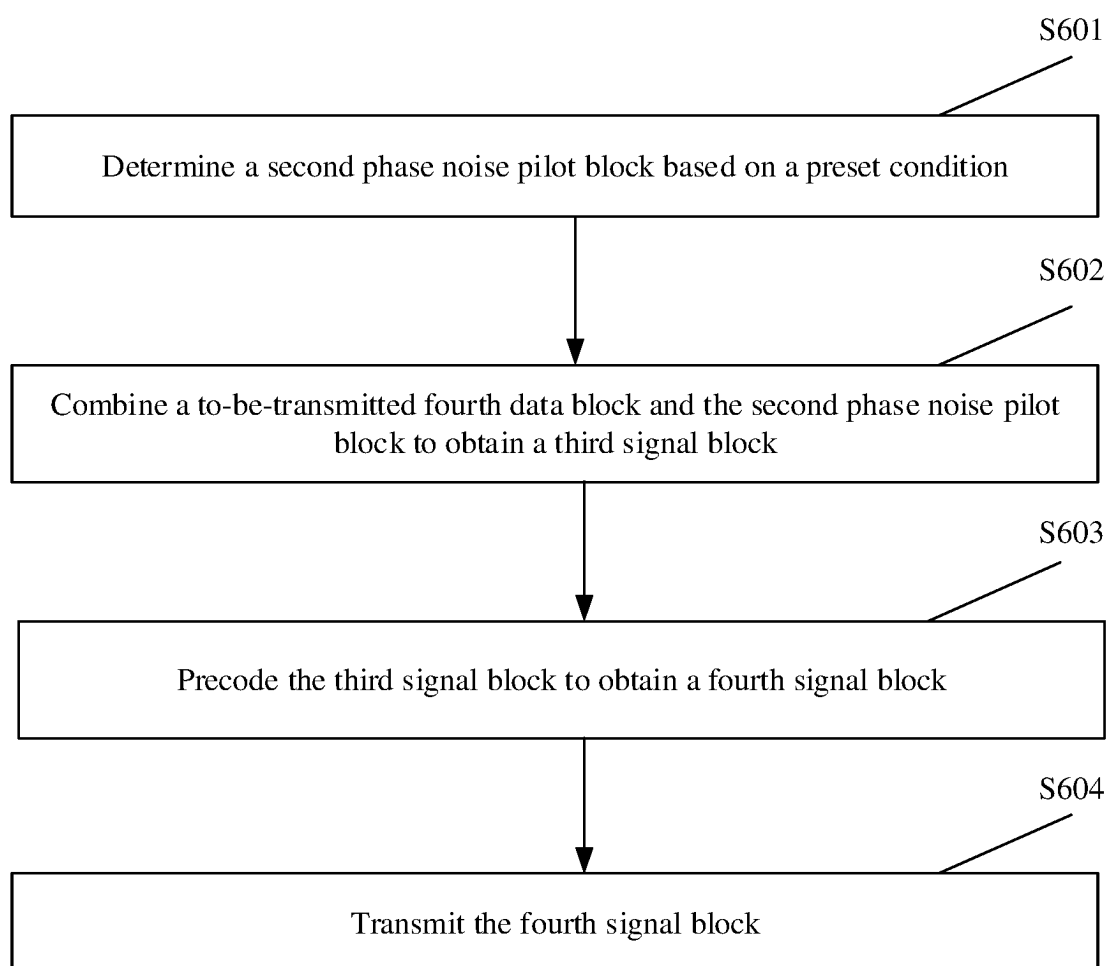 S601
Determine a second phase noise pilot block based on a preset condition
S602
Combine a to-be-transmitted fourth data block and the second phase noise pilot
block to obtain a third signal block
S603
Precode the third signal block to obtain a fourth signal block
S604
Transmit the fourth signal block